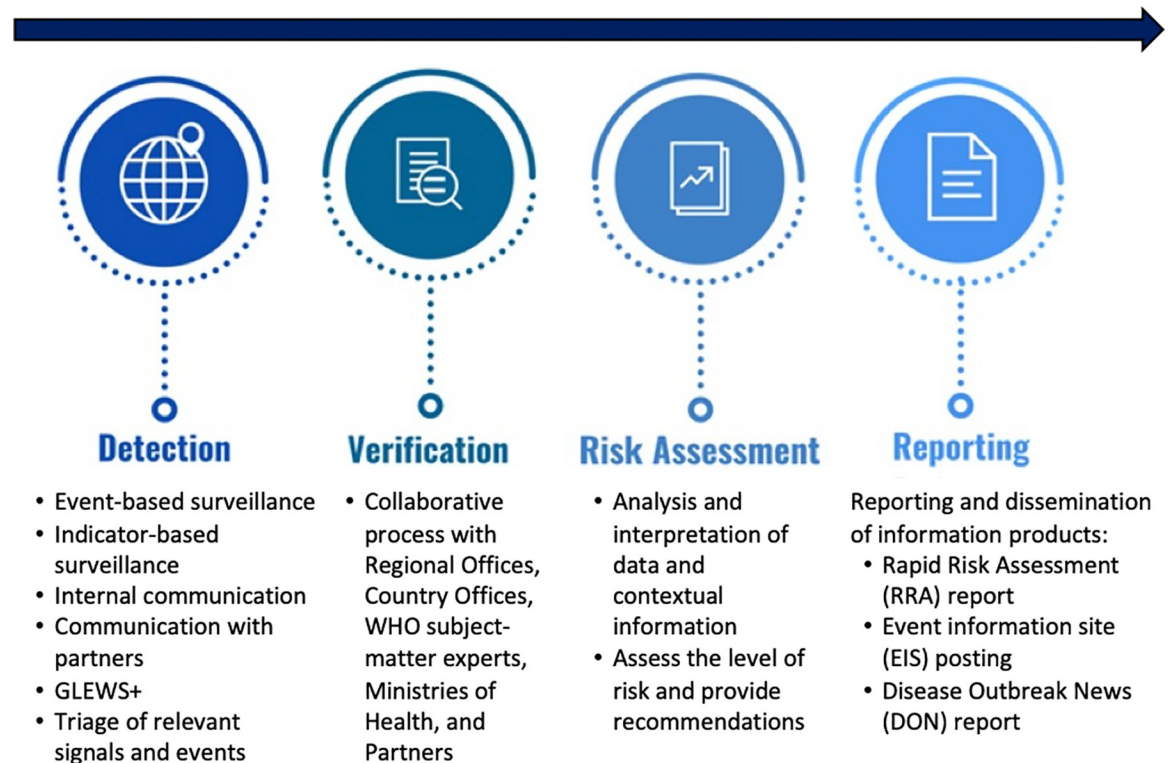 Detection
• Event-based surveillance
• Indicator-based
surveillance
• Internal communication
• Communication with
partners
• GLEWS+
• Triage of relevant
signals and events
Verification
• Collaborative
process with
Regional Offices,
Country Offices,
WHO subject-
matter experts,
Ministries of
Health, and
Partners
Risk Assessment
• Analysis and
interpretation of
data and
contextual
information
• Assess the level of
risk and provide
recommendations
Reporting
Reporting and dissemination
of information products:
• Rapid Risk Assessment
(RRA) report
• Event information site
(EIS) posting
• Disease Outbreak News
(DON) report